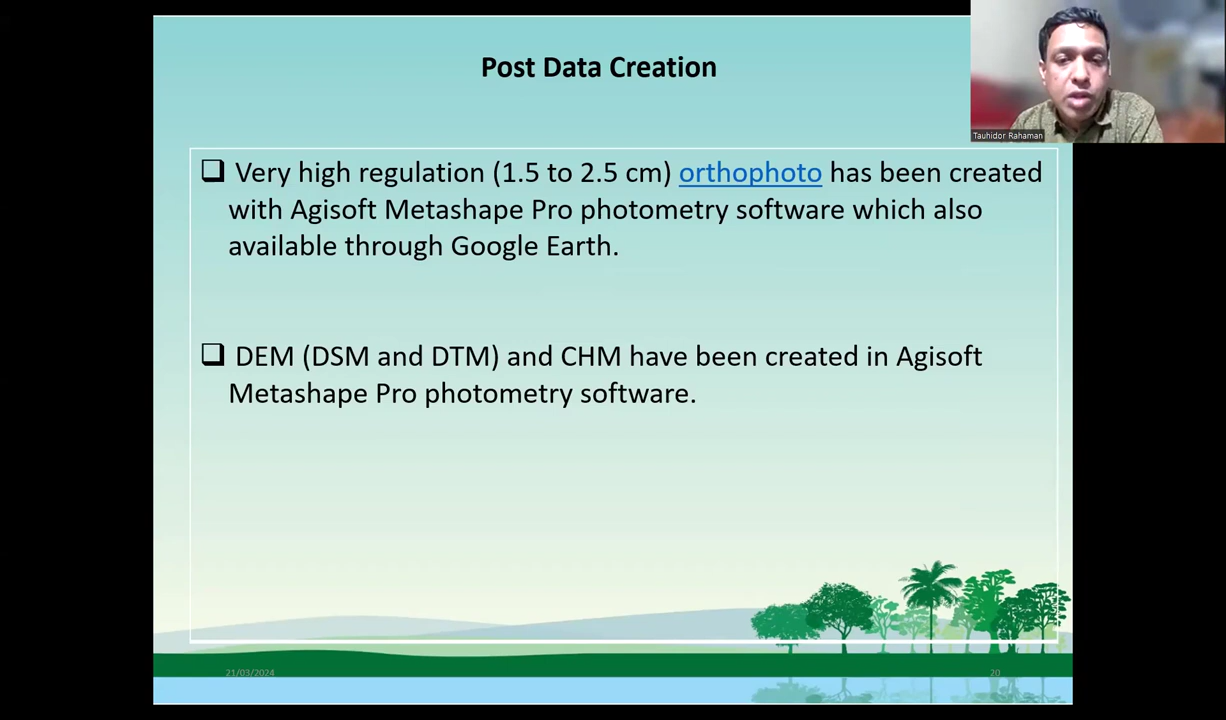 Post Data Creation
Tauhidor Rahaman
Very high regulation (1.5 to 2.5 cm) orthophoto has been created
with Agisoft Metashape Pro photometry software which also
available through Google Earth.
DEM (DSM and DTM) and CHM have been created in Agisoft
Metashape Pro photometry software.
21/03/2024
20